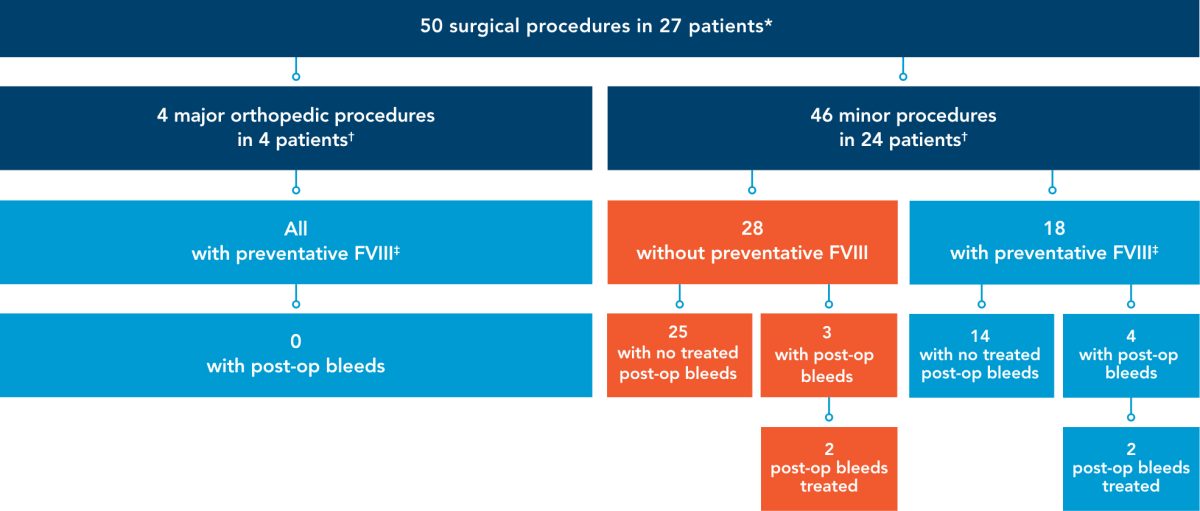 50 surgical procedures in 27 patients*
4 major orthopedic procedures
in 4 patients†
46 minor procedures
in 24 patients†
All
with preventative FVIII‡
28
without preventative FVIII
18
with preventative FVIII‡
0
with post-op bleeds
25
with no treated
post-op bleeds
3
with post-op
bleeds
14
with no treated
post-op bleeds
4
with post-op
bleeds
2
post-op bleeds
treated
2
post-op bleeds
treated